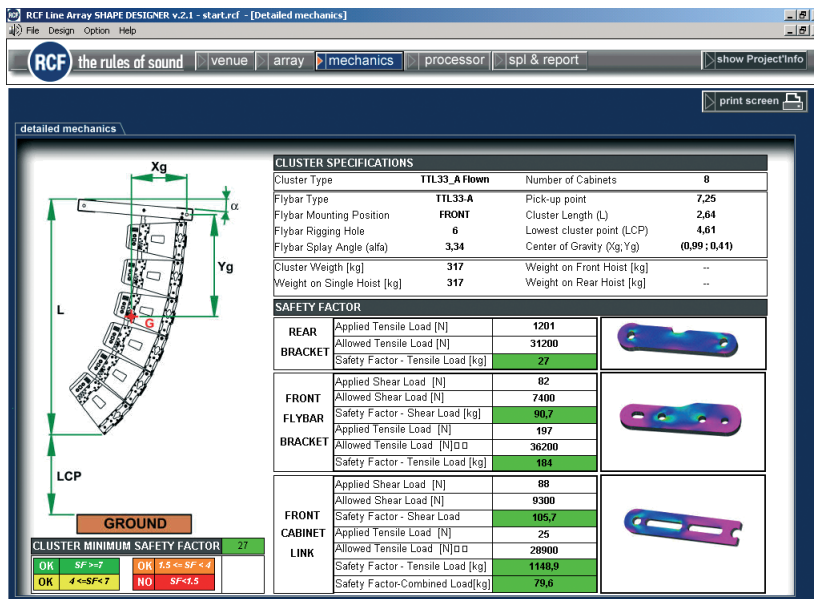 RCF Line Array SHAPE DESIGNER v.2.1 - start.rcf - [Detailed mechanics]
File Design Option Help
RCF the rules of sound venue array mechanics processor spl & report show Project'Info
print screen
detailed mechanics
Xg
α
Yg
L
G
LCP
GROUND
CLUSTER MINIMUM SAFETY FACTOR 27
OK SF >=7 OK 1.5 <= SF < 4
OK 4 <=SF< 7 NO SF<1.5
CLUSTER SPECIFICATIONS
Cluster Type TTL33_A Flown Number of Cabinets 8
Flybar Type TTL33-A Pick-up point 7,25
Flybar Mounting Position FRONT Cluster Length (L) 2,64
Flybar Rigging Hole 6 Lowest cluster point (LCP) 4,61
Flybar Splay Angle (alfa) 3,34 Center of Gravity (Xg;Yg) (0,99 ; 0,41)
Cluster Weigth [kg] 317 Weight on Front Hoist [kg] --
Weight on Single Hoist [kg] 317 Weight on Rear Hoist [kg] --
SAFETY FACTOR
REAR BRACKET
Applied Tensile Load [N] 1201
Allowed Tensile Load [N] 31200
Safety Factor - Tensile Load [kg] 27
FRONT FLYBAR BRACKET
Applied Shear Load [N] 82
Allowed Shear Load [N] 7400
Safety Factor - Shear Load [kg] 90,7
Applied Tensile Load [N] 197
Allowed Tensile Load [N]□□ 36200
Safety Factor - Tensile Load [kg] 184
FRONT CABINET LINK
Applied Shear Load [N] 88
Allowed Shear Load [N] 9300
Safety Factor - Shear Load 105,7
Applied Tensile Load [N] 25
Allowed Tensile Load [N]□□ 28900
Safety Factor - Tensile Load [kg] 1148,9
Safety Factor-Combined Load[kg] 79,6